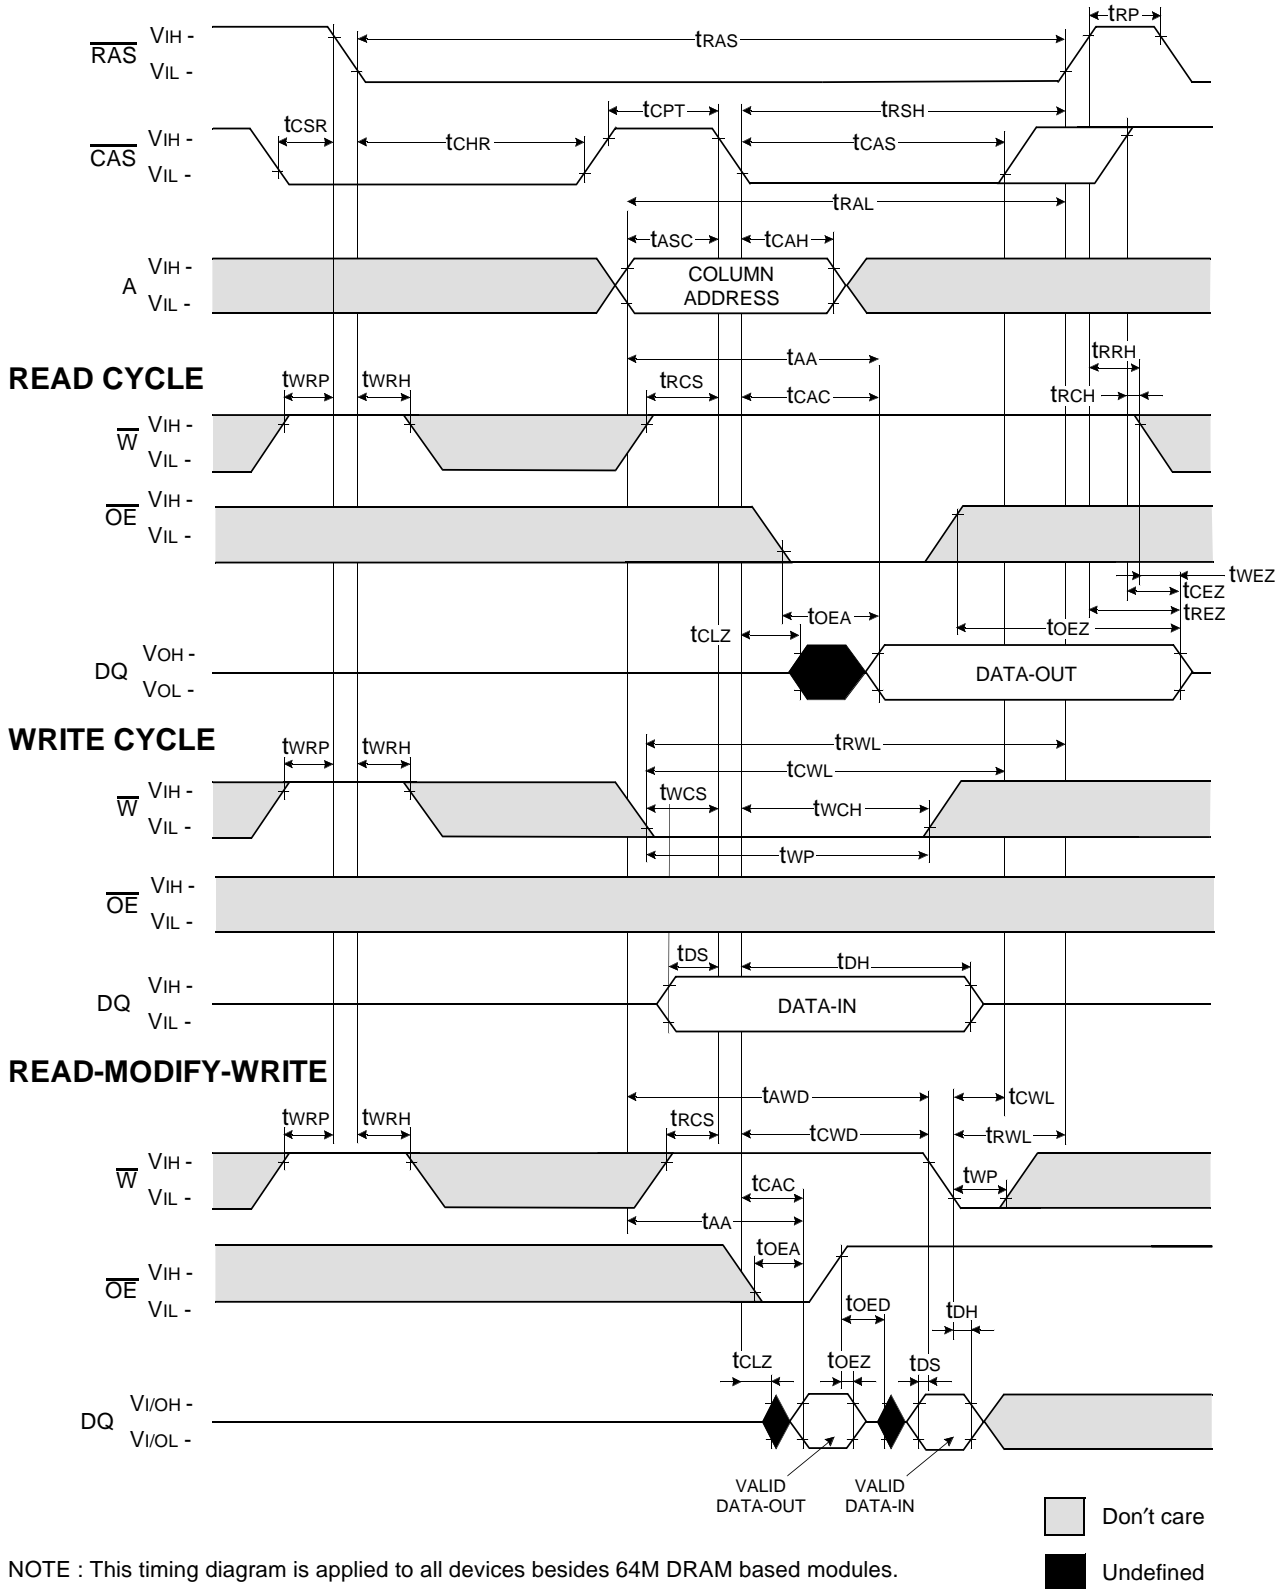 tRP
RAS VIH -
VIL -
tRAS
tCPT tRSH
tCSR tCHR tCAS
CAS VIH -
VIL -
tRAL
tASC tCAH
A VIH -
VIL -
COLUMN
ADDRESS
READ CYCLE
tAA tRRH
tWRP tWRH tRCS tCAC tRCH
W VIH -
VIL -
OE VIH -
VIL -
tWEZ
tCEZ
tREZ
tOEA tOEZ
tCLZ
DQ VOH -
VOL -
DATA-OUT
WRITE CYCLE
tWRP tWRH tRWL
tCWL
W VIH -
VIL -
tWCS tWCH
tWP
OE VIH -
VIL -
tDS tDH
DQ VIH -
VIL -
DATA-IN
READ-MODIFY-WRITE
tAWD tCWL
tWRP tWRH tRCS tCWD tRWL
W VIH -
VIL -
tCAC tWP
tAA
tOEA
OE VIH -
VIL -
tOED tDH
tCLZ tOEZ tDS
DQ VI/OH -
VI/OL -
VALID
DATA-OUT
VALID
DATA-IN
Don′t care
NOTE : This timing diagram is applied to all devices besides 64M DRAM based modules.
Undefined